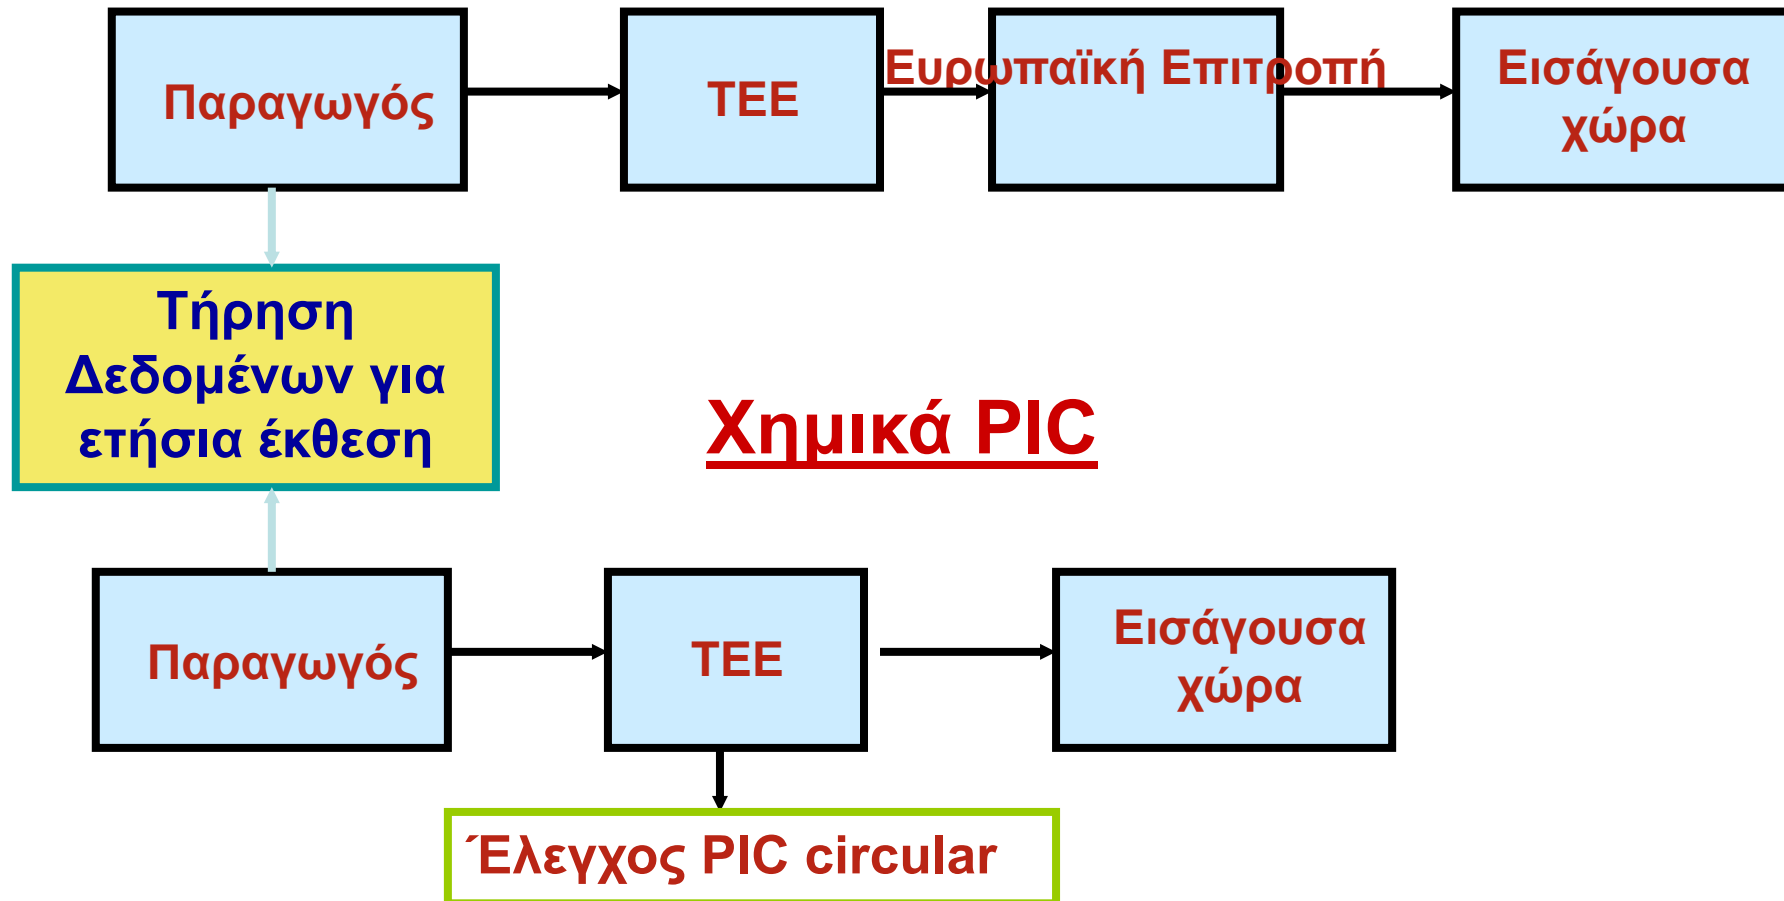 Παραγωγός
ΤΕΕ
Ευρωπαϊκή Επιτροπή
Εισάγουσα
χώρα
Τήρηση
Δεδομένων για
ετήσια έκθεση
Χημικά PIC
Παραγωγός
ΤΕΕ
Εισάγουσα
χώρα
Έλεγχος PIC circular